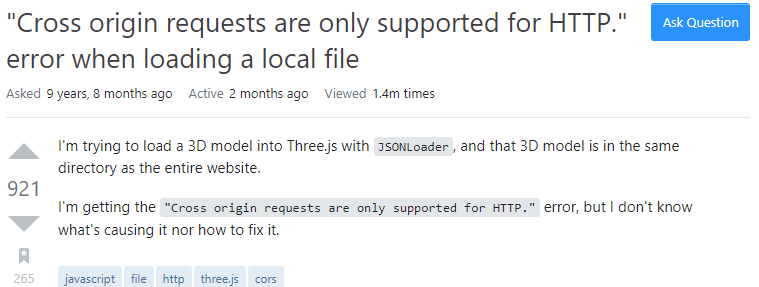 "Cross origin requests are only supported for HTTP."
error when loading a local file
Ask Question
Asked 9 years, 8 months ago Active 2 months ago Viewed 1.4m times
I'm trying to load a 3D model into Three.js with JSONLoader, and that 3D model is in the same
directory as the entire website.
921
I'm getting the "Cross origin requests are only supported for HTTP." error, but I don't know
what's causing it nor how to fix it.
265
javascript file http three.js cors